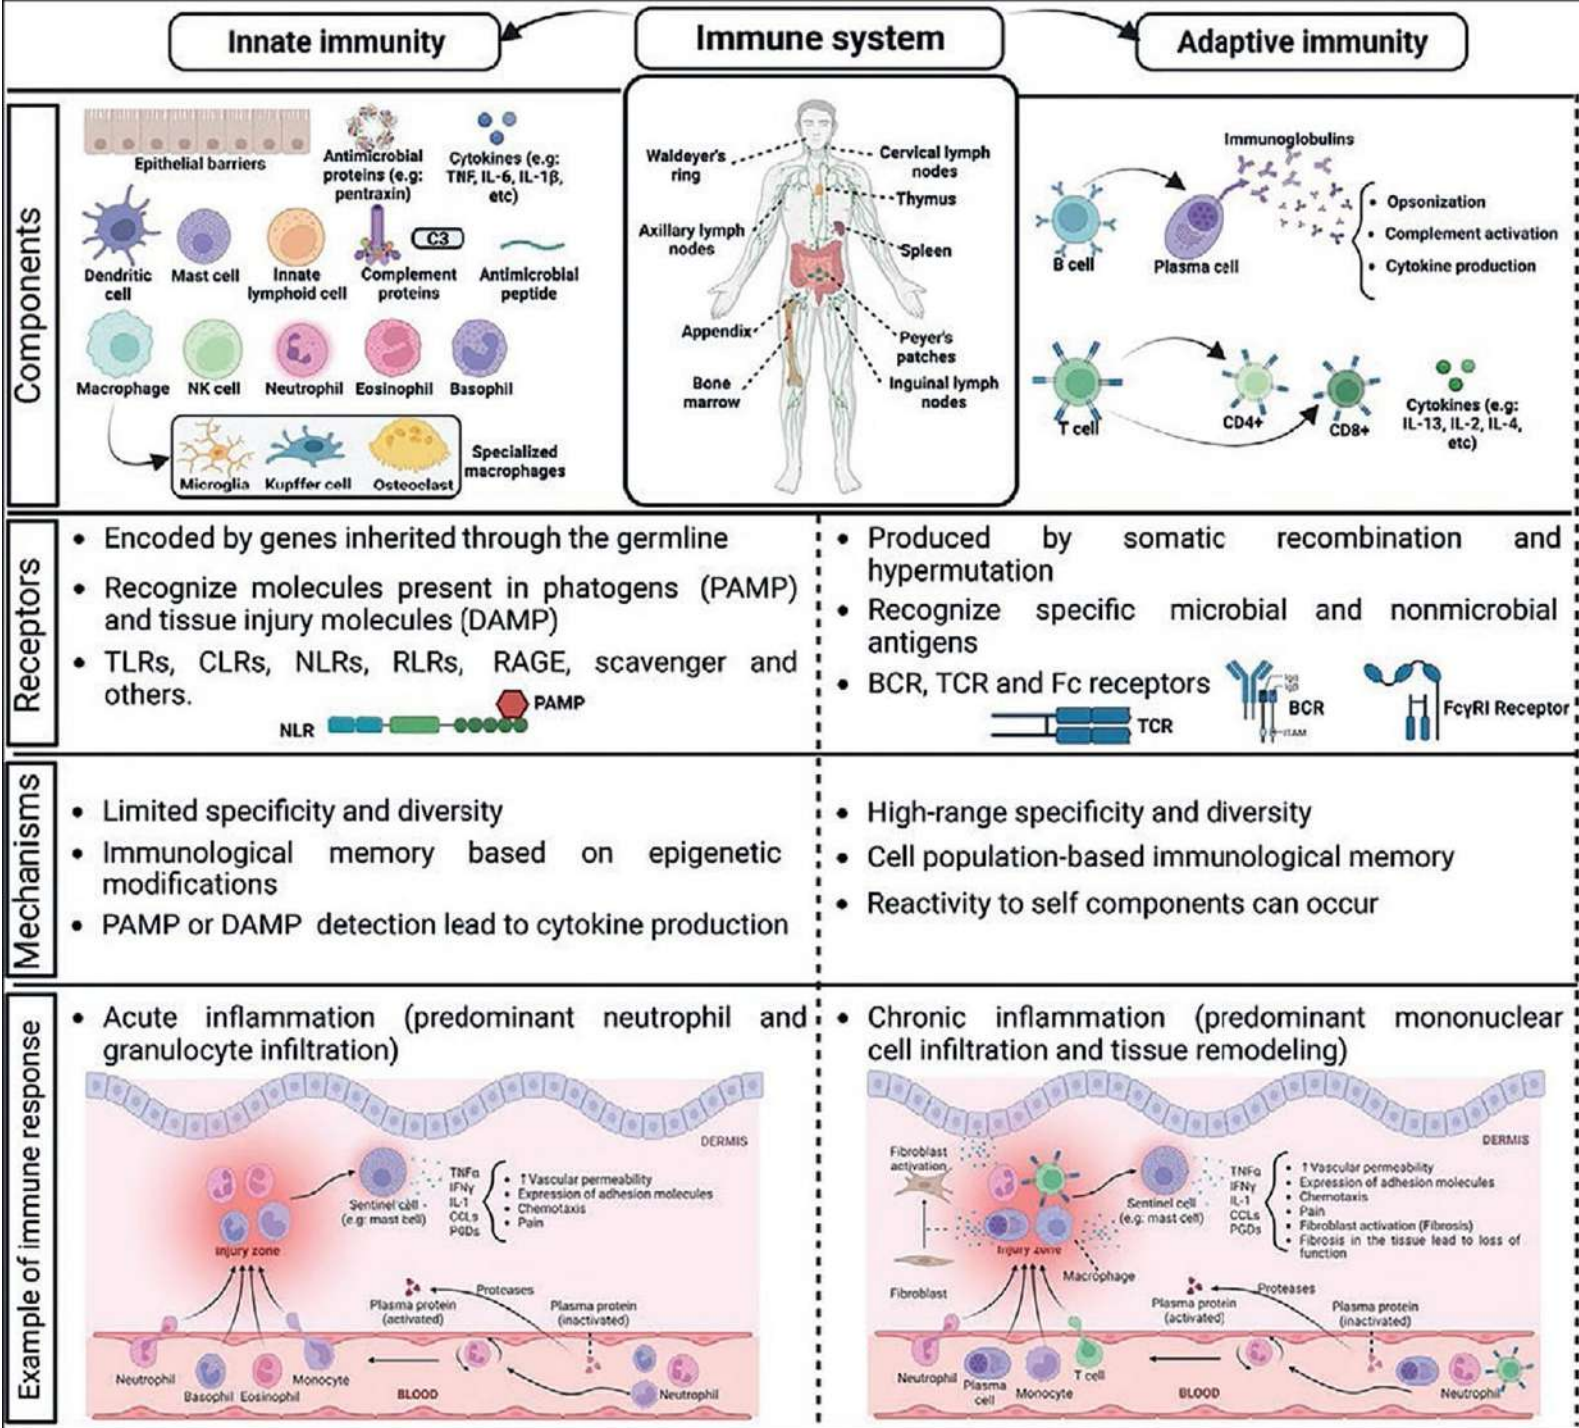 Innate immunity
Immune system
Adaptive immunity
Components
Epithelial barriers
Antimicrobial
proteins (e.g:
pentraxin)
Cytokines (e.g:
TNF, IL-6, IL-1β,
etc)
Dendritic
cell
Mast cell
Innate
lymphoid cell
C3
Complement
proteins
Antimicrobial
peptide
Macrophage
NK cell
Neutrophil
Eosinophil
Basophil
Microglia
Kupffer cell
Osteoclast
Specialized
macrophages
Waldeyer's
ring
Cervical lymph
nodes
Thymus
Axillary lymph
nodes
Spleen
Appendix
Peyer's
patches
Bone
marrow
Inguinal lymph
nodes
Immunoglobulins
B cell
Plasma cell
• Opsonization
• Complement activation
• Cytokine production
T cell
CD4+
CD8+
Cytokines (e.g:
IL-13, IL-2, IL-4,
etc)
Receptors
• Encoded by genes inherited through the germline
• Recognize molecules present in phatogens (PAMP)
and tissue injury molecules (DAMP)
• TLRs, CLRs, NLRs, RLRs, RAGE, scavenger and
others.
NLR
PAMP
• Produced by somatic recombination and
hypermutation
• Recognize specific microbial and nonmicrobial
antigens
• BCR, TCR and Fc receptors
TCR
Igα
Igβ
BCR
ITAM
FcγRI Receptor
Mechanisms
• Limited specificity and diversity
• Immunological memory based on epigenetic
modifications
• PAMP or DAMP detection lead to cytokine production
• High-range specificity and diversity
• Cell population-based immunological memory
• Reactivity to self components can occur
Example of immune response
• Acute inflammation (predominant neutrophil and
granulocyte infiltration)
DERMIS
Sentinel cell
(e.g: mast cell)
TNFα
IFNγ
IL-1
CCLs
PGDs
• ↑Vascular permeability
• Expression of adhesion molecules
• Chemotaxis
• Pain
Injury zone
Proteases
Plasma protein
(activated)
Plasma protein
(inactivated)
Neutrophil
Basophil
Eosinophil
Monocyte
BLOOD
Neutrophil
• Chronic inflammation (predominant mononuclear
cell infiltration and tissue remodeling)
DERMIS
Fibroblast
activation
Sentinel cell
(e.g: mast cell)
TNFα
IFNγ
IL-1
CCLs
PGDs
• ↑Vascular permeability
• Expression of adhesion molecules
• Chemotaxis
• Pain
• Fibroblast activation (Fibrosis)
• Fibrosis in the tissue lead to loss of
function
Injury zone
Macrophage
Fibroblast
Proteases
Plasma protein
(activated)
Plasma protein
(inactivated)
Neutrophil
Plasma
cell
Monocyte
T cell
BLOOD
Neutrophil